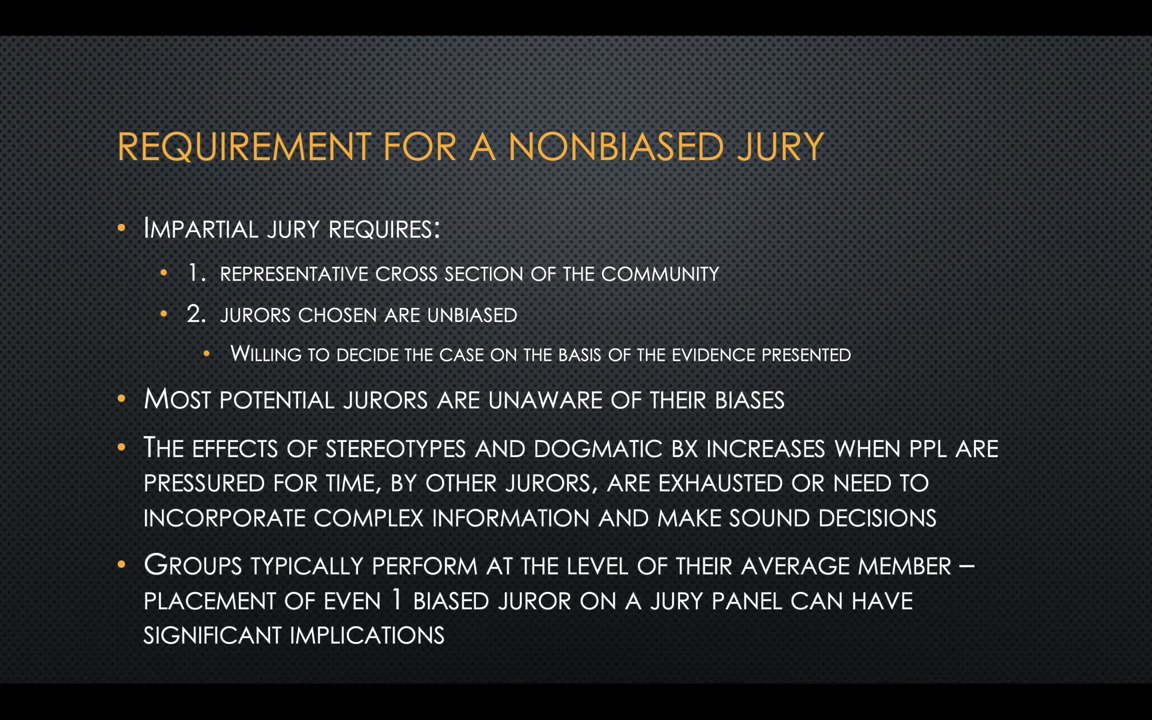 REQUIREMENT FOR A NONBIASED JURY
• IMPARTIAL JURY REQUIRES:
• 1. REPRESENTATIVE CROSS SECTION OF THE COMMUNITY
• 2. JURORS CHOSEN ARE UNBIASED
• WILLING TO DECIDE THE CASE ON THE BASIS OF THE EVIDENCE PRESENTED
• MOST POTENTIAL JURORS ARE UNAWARE OF THEIR BIASES
• THE EFFECTS OF STEREOTYPES AND DOGMATIC BX INCREASES WHEN PPL ARE
PRESSURED FOR TIME, BY OTHER JURORS, ARE EXHAUSTED OR NEED TO
INCORPORATE COMPLEX INFORMATION AND MAKE SOUND DECISIONS
• GROUPS TYPICALLY PERFORM AT THE LEVEL OF THEIR AVERAGE MEMBER –
PLACEMENT OF EVEN 1 BIASED JUROR ON A JURY PANEL CAN HAVE
SIGNIFICANT IMPLICATIONS